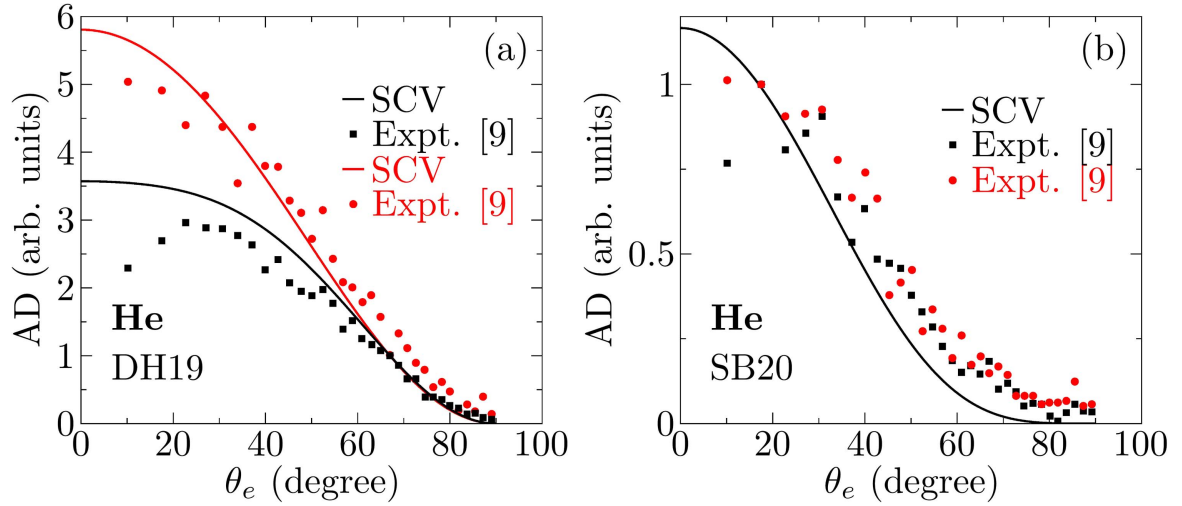 6
5
4
3
2
1
0
AD (arb. units)
(a)
SCV
Expt. [9]
SCV
Expt. [9]
He
DH19
0 20 40 60 80 100
θe (degree)
1
0.5
0
AD (arb. units)
(b)
SCV
Expt. [9]
Expt. [9]
He
SB20
0 20 40 60 80 100
θe (degree)